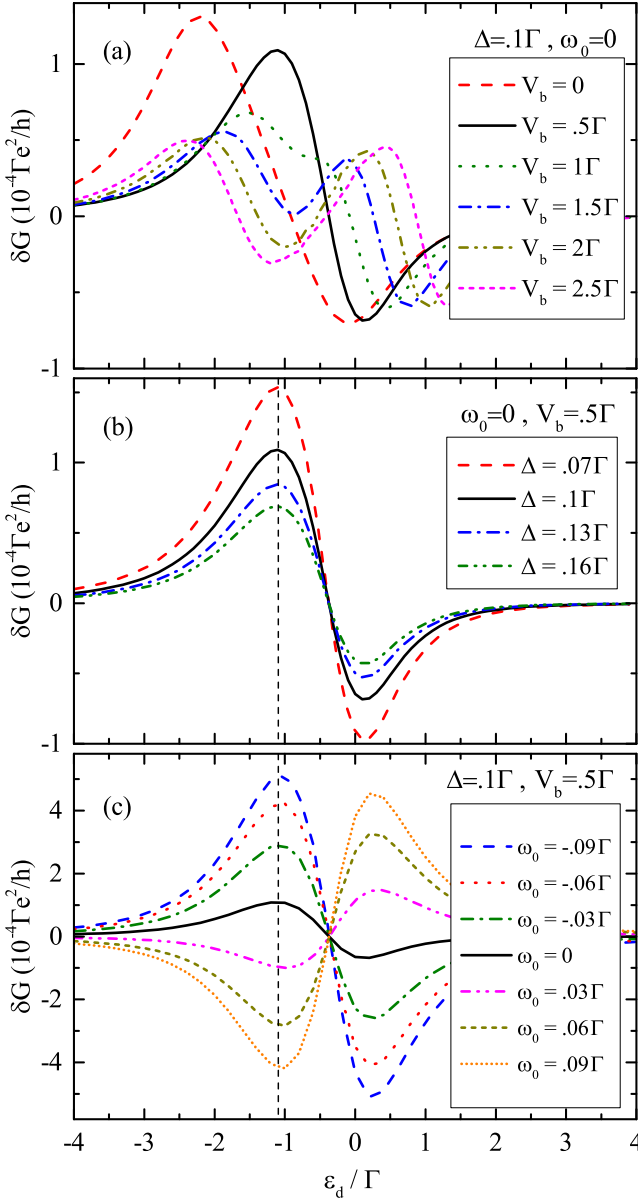 (a)
Δ=.1Γ , ω₀=0
V_b = 0
V_b = .5Γ
V_b = 1Γ
V_b = 1.5Γ
V_b = 2Γ
V_b = 2.5Γ
1
0
-1
δG (10⁻⁴Γe²/h)
(b)
ω₀=0 , V_b=.5Γ
Δ = .07Γ
Δ = .1Γ
Δ = .13Γ
Δ = .16Γ
1
0
-1
δG (10⁻⁴Γe²/h)
(c)
Δ=.1Γ , V_b=.5Γ
ω₀ = -.09Γ
ω₀ = -.06Γ
ω₀ = -.03Γ
ω₀ = 0
ω₀ = .03Γ
ω₀ = .06Γ
ω₀ = .09Γ
4
2
0
-2
-4
δG (10⁻⁴Γe²/h)
-4 -3 -2 -1 0 1 2 3 4
ε_d / Γ